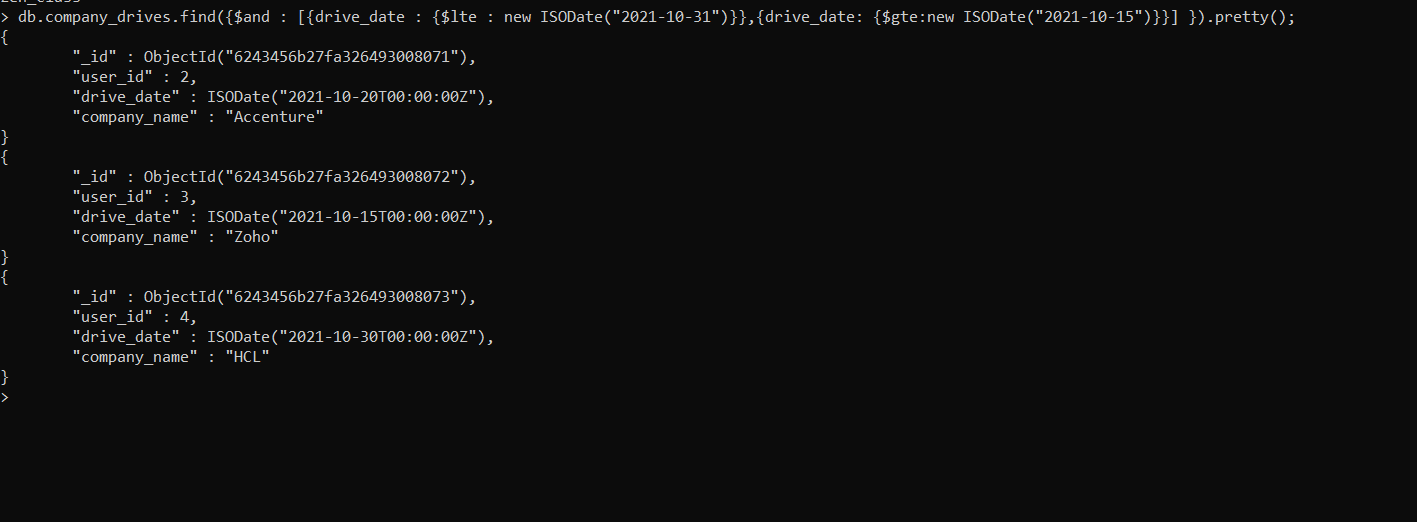 > db.company_drives.find({$and : [{drive_date : {$lte : new ISODate("2021-10-31")}},{drive_date: {$gte:new ISODate("2021-10-15")}}] }).pretty();
{
        "_id" : ObjectId("6243456b27fa326493008071"),
        "user_id" : 2,
        "drive_date" : ISODate("2021-10-20T00:00:00Z"),
        "company_name" : "Accenture"
}
{
        "_id" : ObjectId("6243456b27fa326493008072"),
        "user_id" : 3,
        "drive_date" : ISODate("2021-10-15T00:00:00Z"),
        "company_name" : "Zoho"
}
{
        "_id" : ObjectId("6243456b27fa326493008073"),
        "user_id" : 4,
        "drive_date" : ISODate("2021-10-30T00:00:00Z"),
        "company_name" : "HCL"
}
>